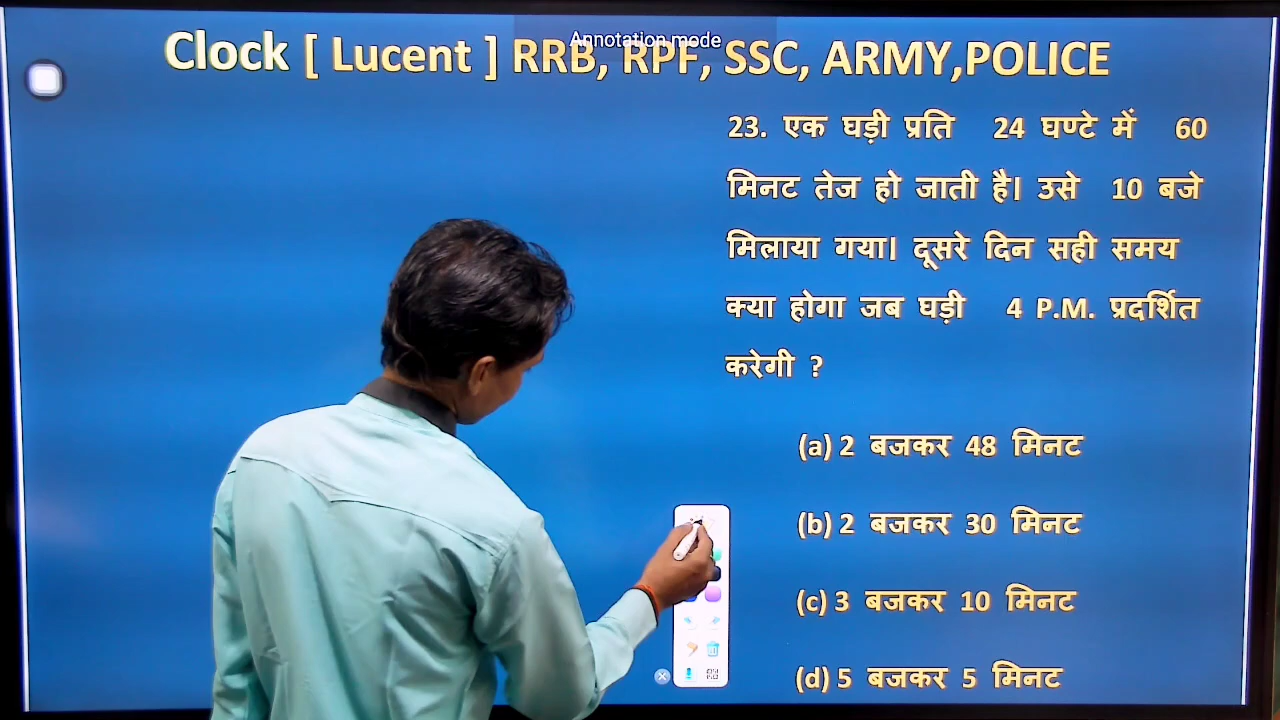 Annotation mode
Clock [ Lucent ] RRB, RPF, SSC, ARMY,POLICE
23. एक घड़ी प्रति 24 घण्टे में 60
मिनट तेज हो जाती है। उसे 10 बजे
मिलाया गया। दूसरे दिन सही समय
क्या होगा जब घड़ी 4 P.M. प्रदर्शित
करेगी ?
(a) 2 बजकर 48 मिनट
(b) 2 बजकर 30 मिनट
(c) 3 बजकर 10 मिनट
(d) 5 बजकर 5 मिनट